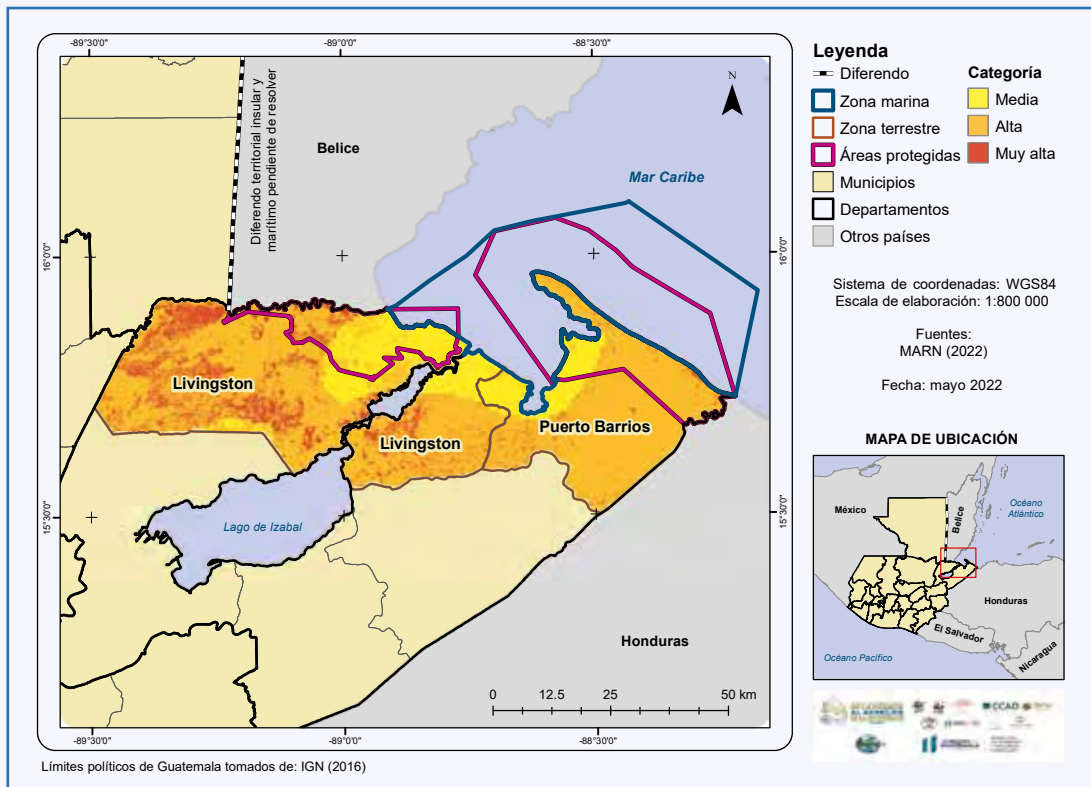 -89°30'0"
-89°0'0"
-88°30'0"
16°0'0"
15°30'0"
16°0'0"
15°30'0"
-89°30'0"
-89°0'0"
-88°30'0"
Diferendo territorial insular y
marítimo pendiente de resolver
Belice
N
Mar Caribe
Livingston
Livingston
Puerto Barrios
Lago de Izabal
Honduras
0 12.5 25 50 km
Límites políticos de Guatemala tomados de: IGN (2016)
Leyenda
Diferendo
Zona marina
Zona terrestre
Áreas protegidas
Municipios
Departamentos
Otros países
Categoría
Media
Alta
Muy alta
Sistema de coordenadas: WGS84
Escala de elaboración: 1:800 000
Fuentes:
MARN (2022)
Fecha: mayo 2022
MAPA DE UBICACIÓN
México
Belice
Océano
Atlántico
Honduras
El Salvador
Nicaragua
Océano Pacífico
CCAD